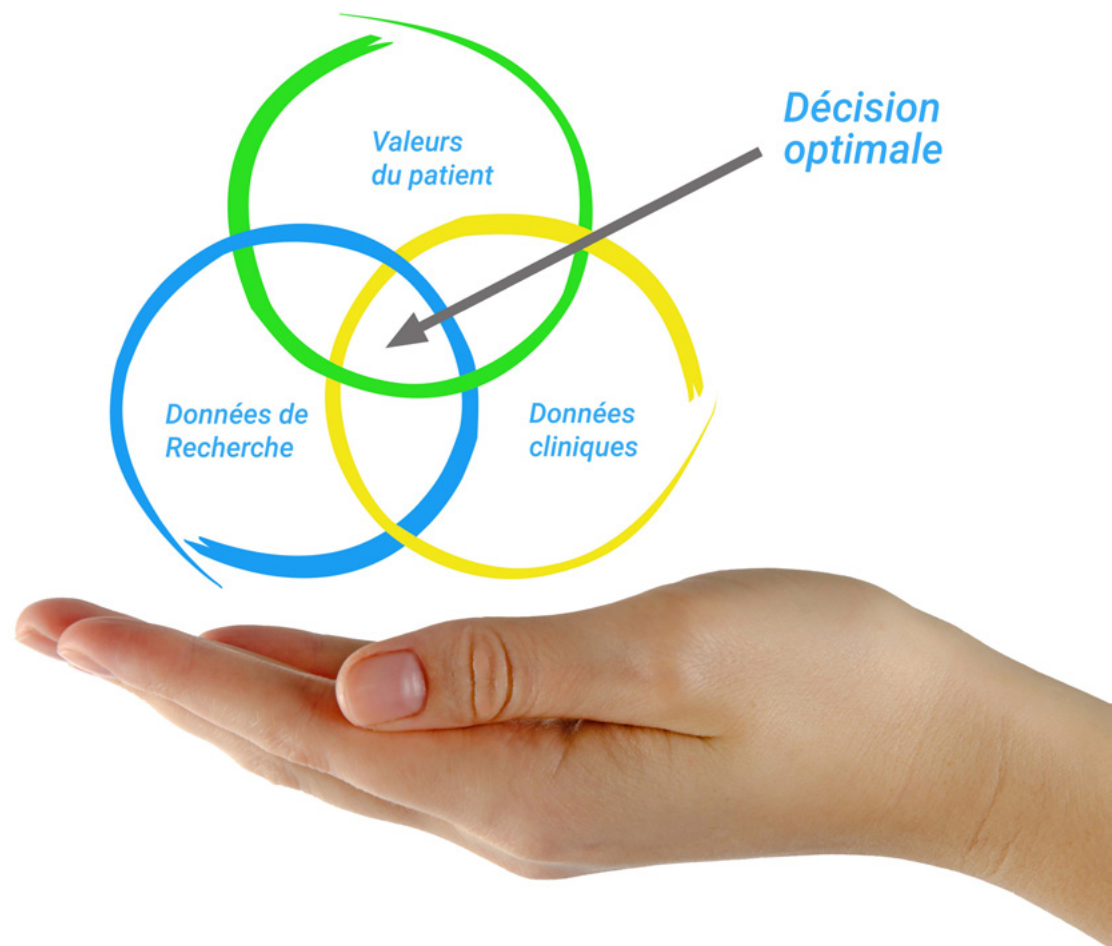 Décision
optimale
Valeurs
du patient
Données de
Recherche
Données
cliniques